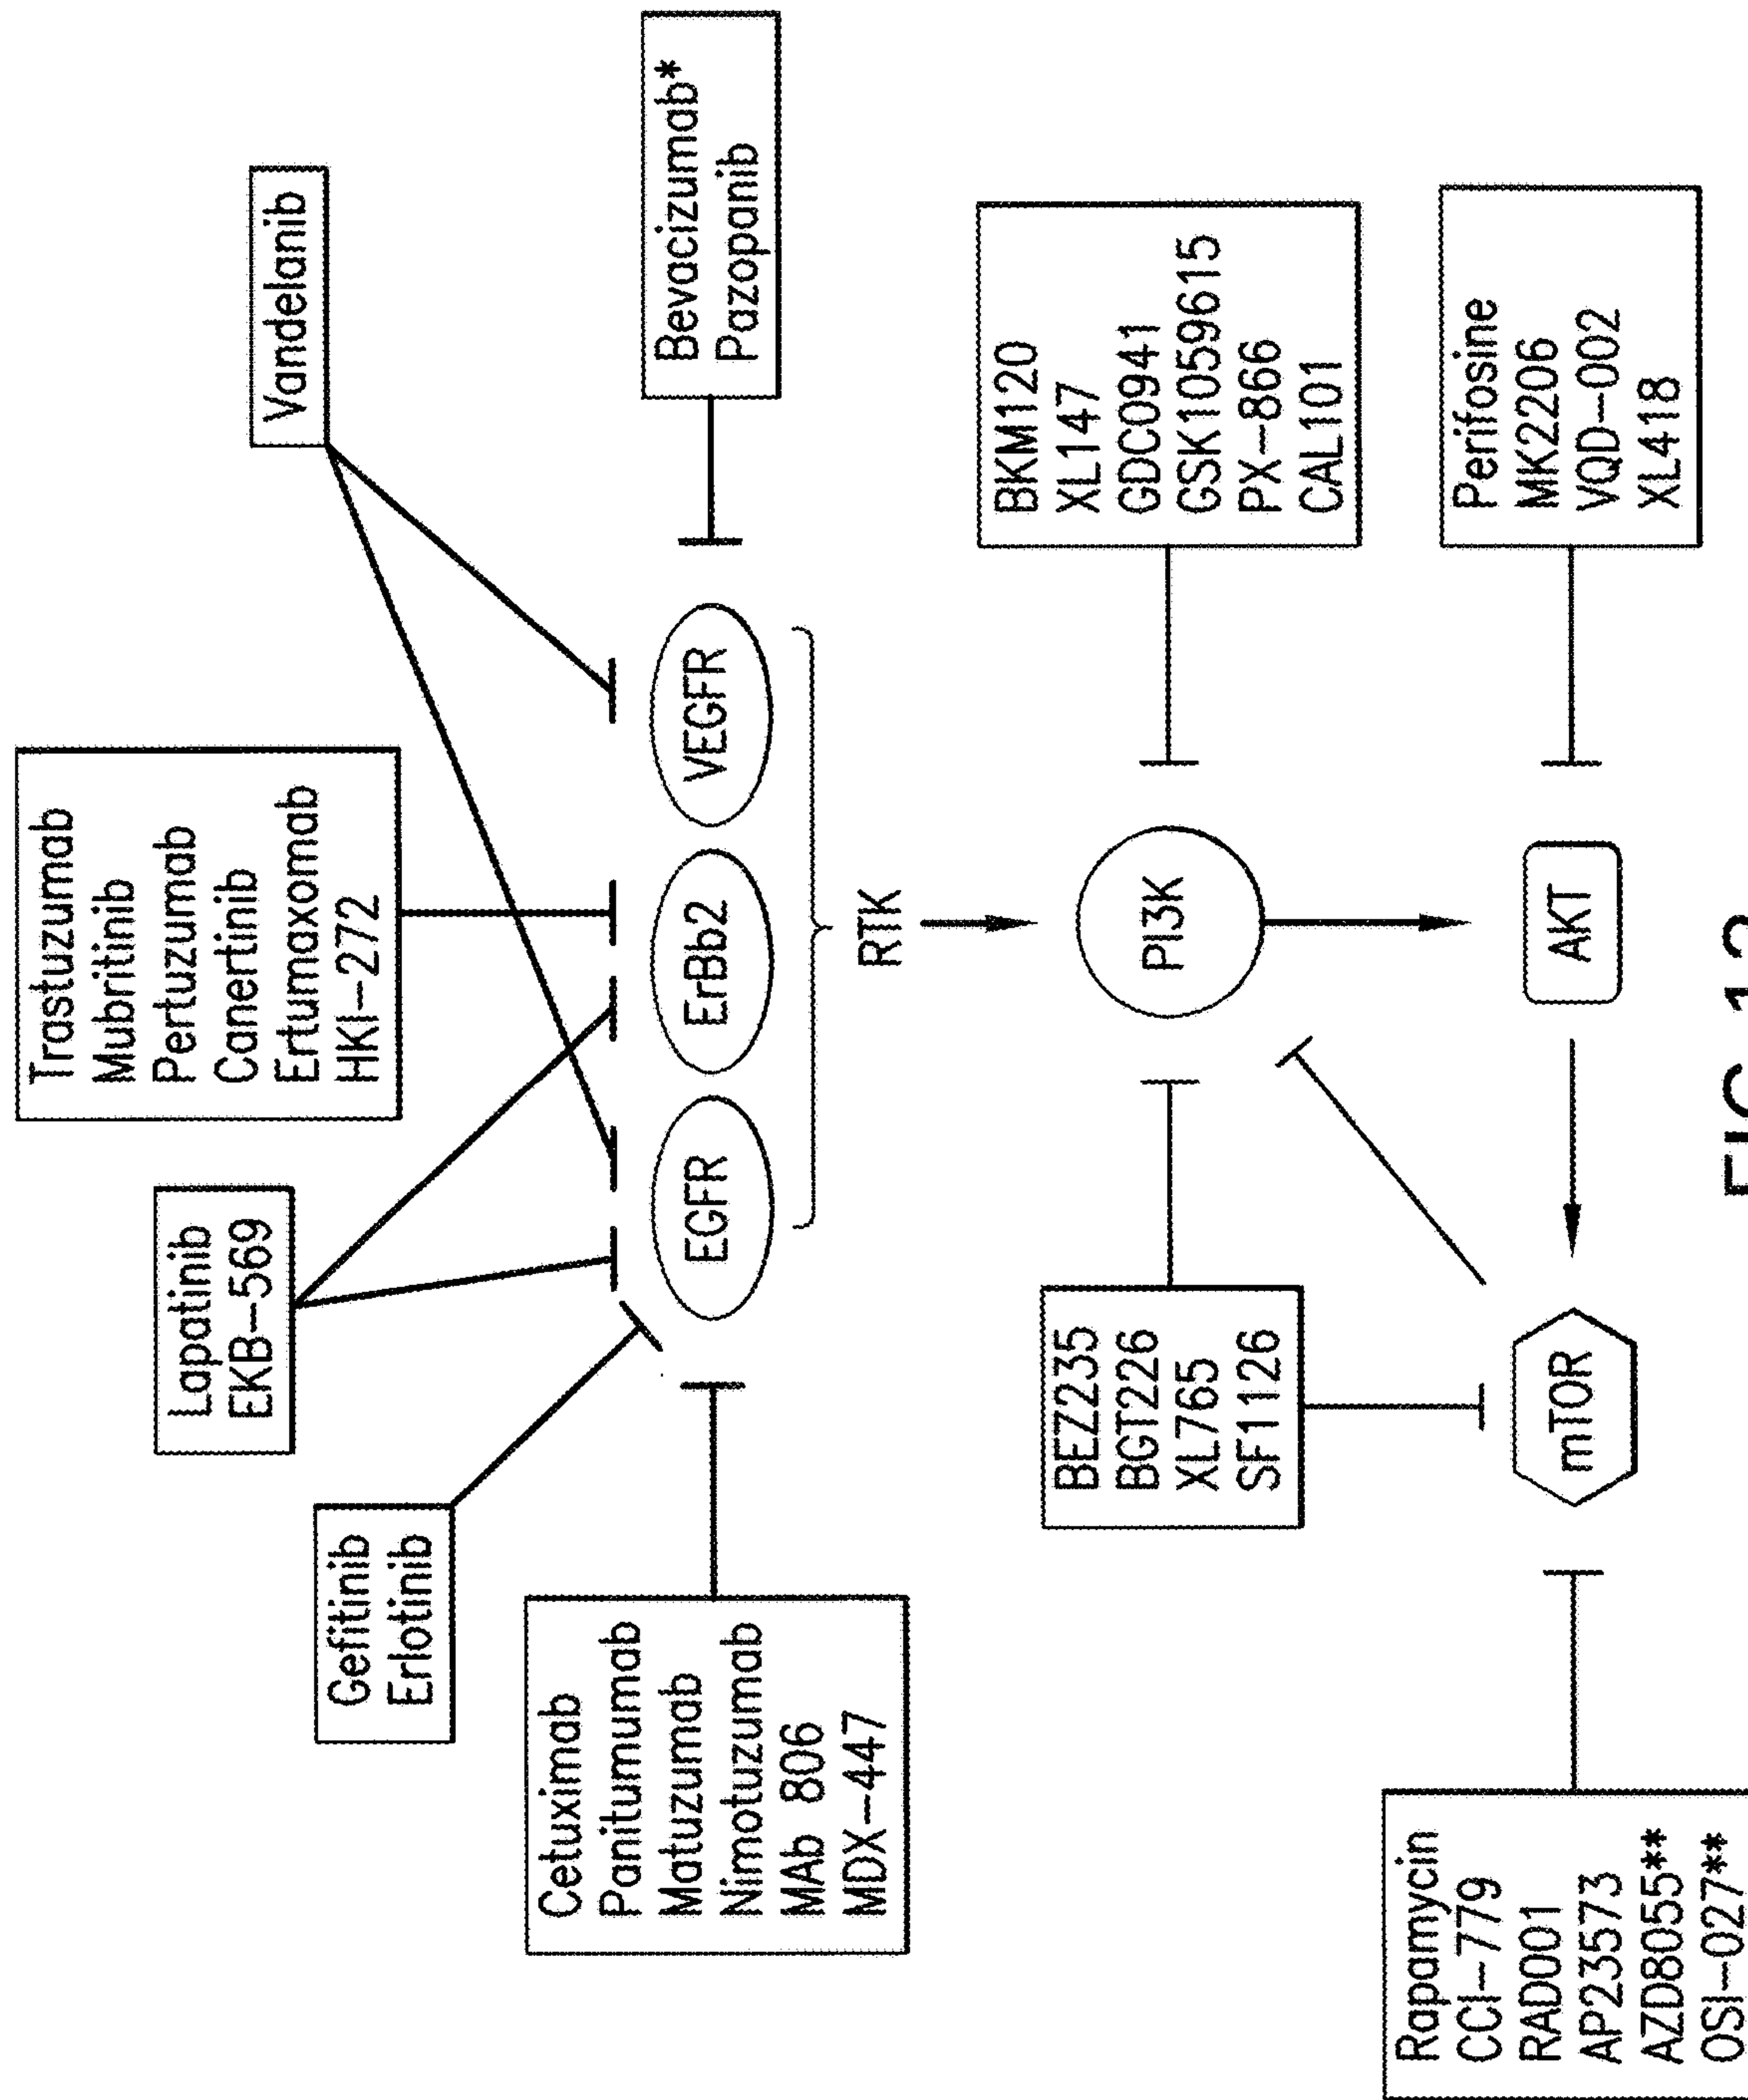 Trastuzumab
Mubritinib
Pertuzumab
Canertinib
Ertumaxomab
HKI-272
Lapatinib
EKB-569
Vandelanib
Gefitinib
Erlotinib
Cetuximab
Panitumumab
Matuzumab
Nimotuzumab
MAb 806
MDX-447
EGFR
ErBb2
VEGFR
Bevacizumab*
Pazopanib
RTK
PI3K
BKM120
XL147
GDC0941
GSK1059615
PX-866
CAL101
BEZ235
BGT226
XL765
SF1126
Rapamycin
CCI-779
RAD001
AP23573
AZD8055**
OSI-027**
mTOR
AKT
Perifosine
MK2206
VQD-002
XL418